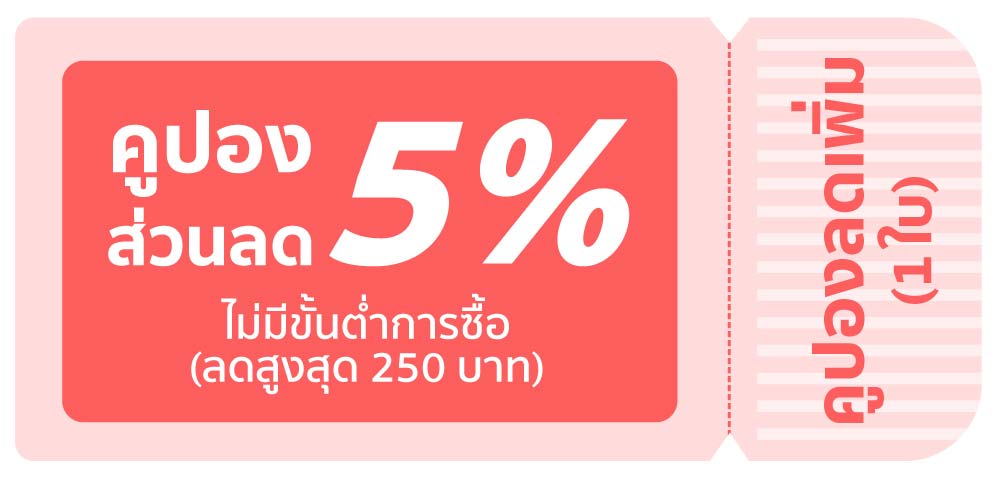 คูปอง
ส่วนลด 5%
ไม่มีขั้นต่ำการซื้อ
(ลดสูงสุด 250 บาท)
คูปองลดเพิ่ม
(1 ใบ)